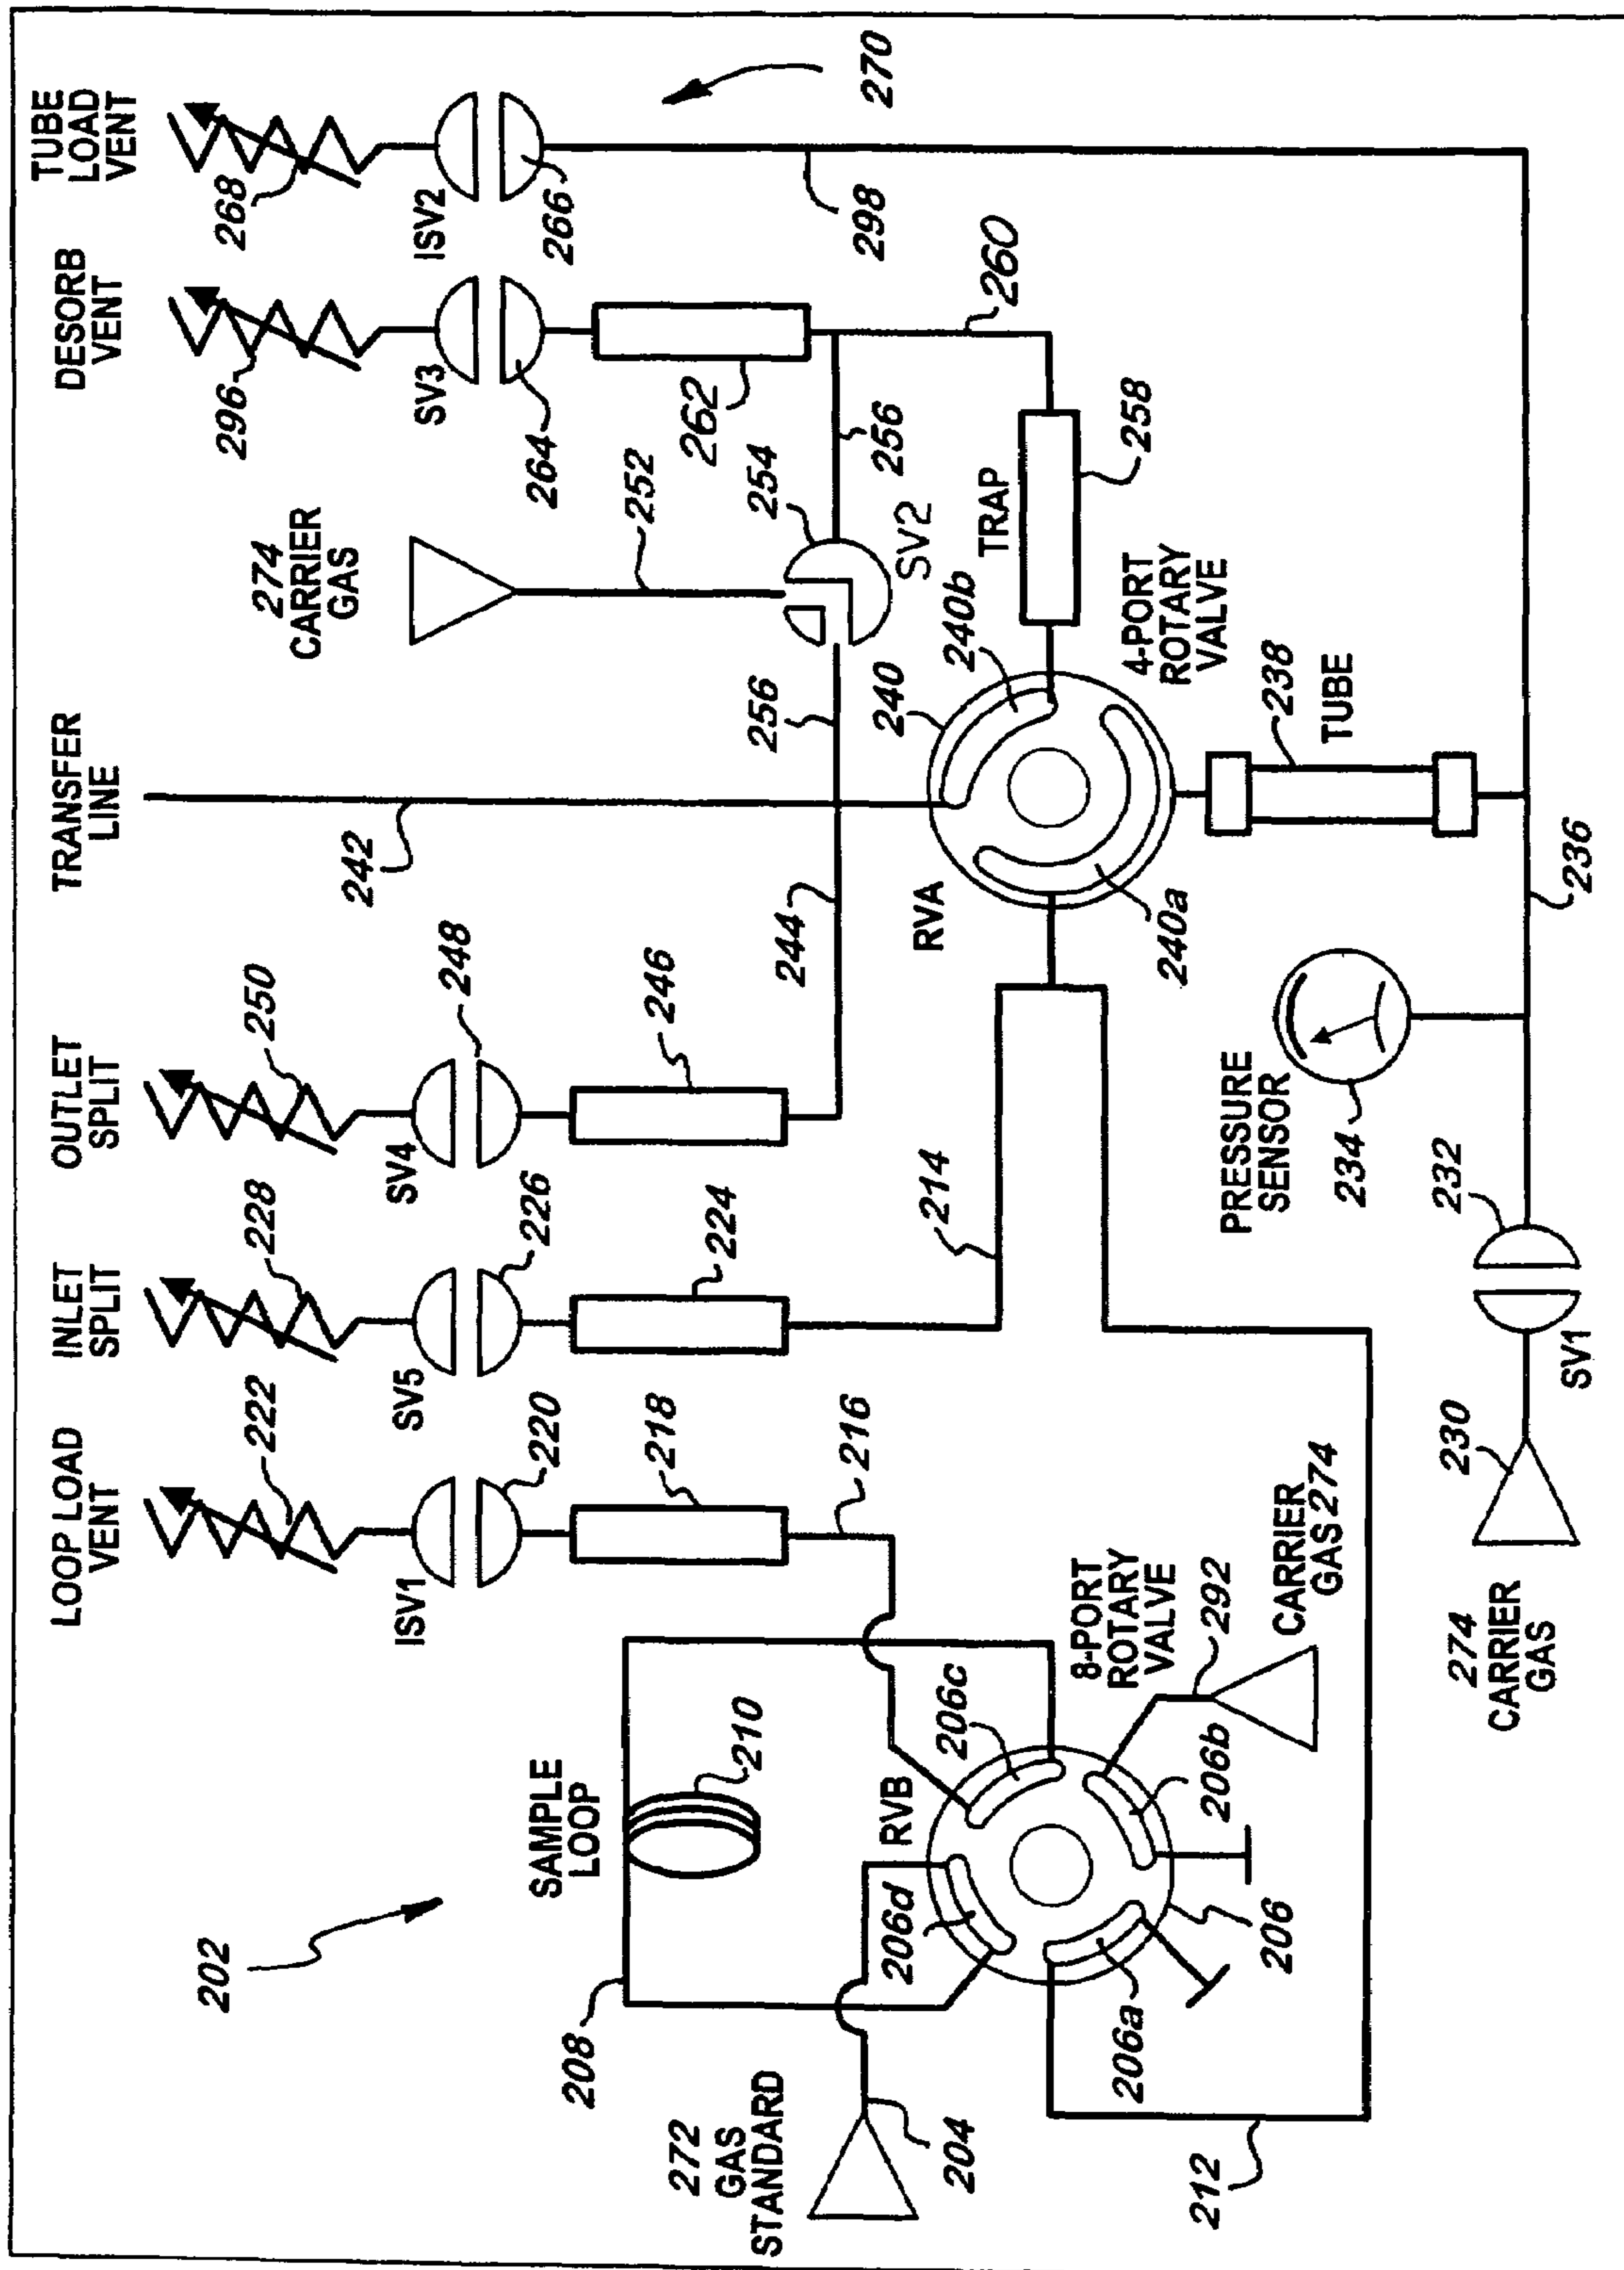 LOOP LOAD
VENT
INLET
SPLIT
OUTLET
SPLIT
TRANSFER
LINE
DESORB
VENT
TUBE
LOAD
VENT
222
228
250
242
274
CARRIER
GAS
296
268
202
ISV1
SV5
SV4
SV3
ISV2
270
220
226
248
252
264
266
SAMPLE
LOOP
210
218
224
246
254
262
208
216
214
244
256
256
SV2
260
298
272
GAS
STANDARD
204
206d
RVB
206c
RVA
240
240b
TRAP
258
8-PORT
ROTARY
VALVE
4-PORT
ROTARY
VALVE
206a
206
206b
292
240a
238
TUBE
212
CARRIER
GAS 274
PRESSURE
SENSOR
234
232
236
274
CARRIER
GAS
230
SV1